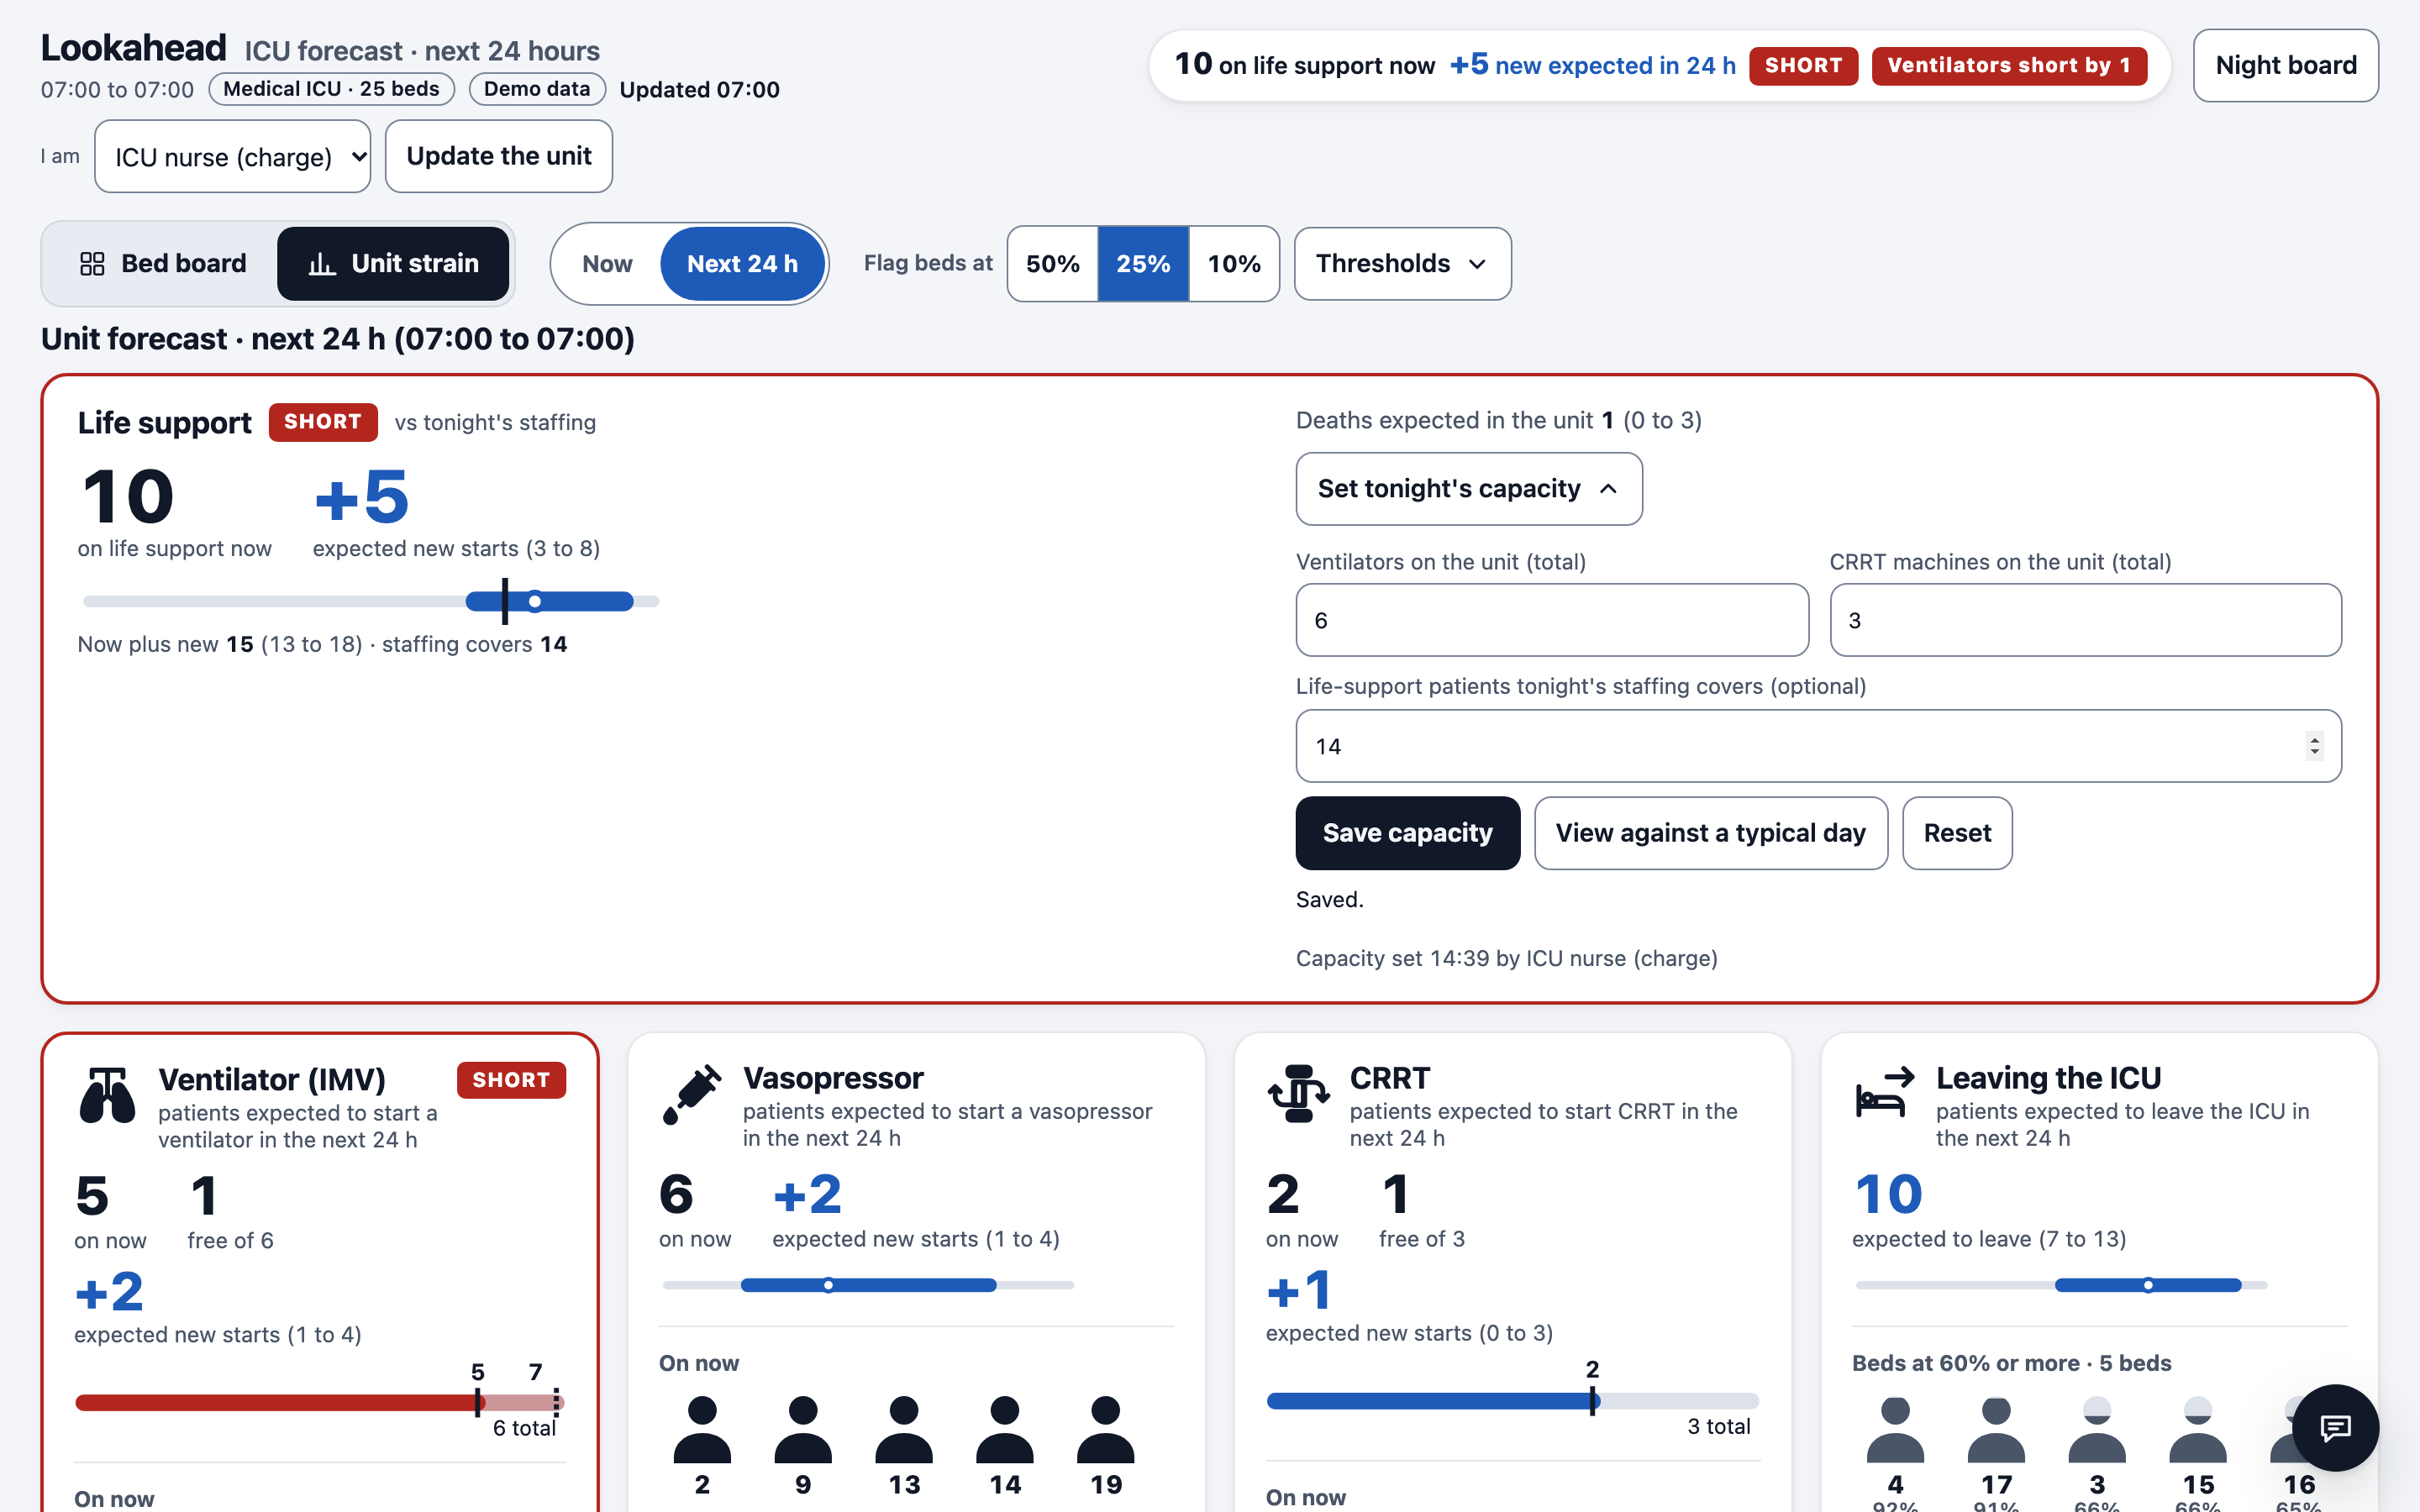 Lookahead ICU forecast · next 24 hours
07:00 to 07:00 Medical ICU · 25 beds Demo data Updated 07:00
10 on life support now +5 new expected in 24 h SHORT Ventilators short by 1
Night board
I am ICU nurse (charge) Update the unit
Bed board Unit strain Now Next 24 h Flag beds at 50% 25% 10% Thresholds
Unit forecast · next 24 h (07:00 to 07:00)
Life support SHORT vs tonight's staffing
10 +5
on life support now expected new starts (3 to 8)
Now plus new 15 (13 to 18) · staffing covers 14
Deaths expected in the unit 1 (0 to 3)
Set tonight's capacity
Ventilators on the unit (total) CRRT machines on the unit (total)
6 3
Life-support patients tonight's staffing covers (optional)
14
Save capacity View against a typical day Reset
Saved.
Capacity set 14:39 by ICU nurse (charge)
Ventilator (IMV) SHORT
patients expected to start a
ventilator in the next 24 h
5 1
on now free of 6
+2
expected new starts (1 to 4)
5 7
6 total
On now
Vasopressor
patients expected to start a vasopressor
in the next 24 h
6 +2
on now expected new starts (1 to 4)
On now
2 9 13 14 19
CRRT
patients expected to start CRRT in the
next 24 h
2 1
on now free of 3
+1
expected new starts (0 to 3)
2
3 total
On now
Leaving the ICU
patients expected to leave the ICU in
the next 24 h
10
expected to leave (7 to 13)
Beds at 60% or more · 5 beds
4 17 3 15 16
92% 91% 66% 66% 65%